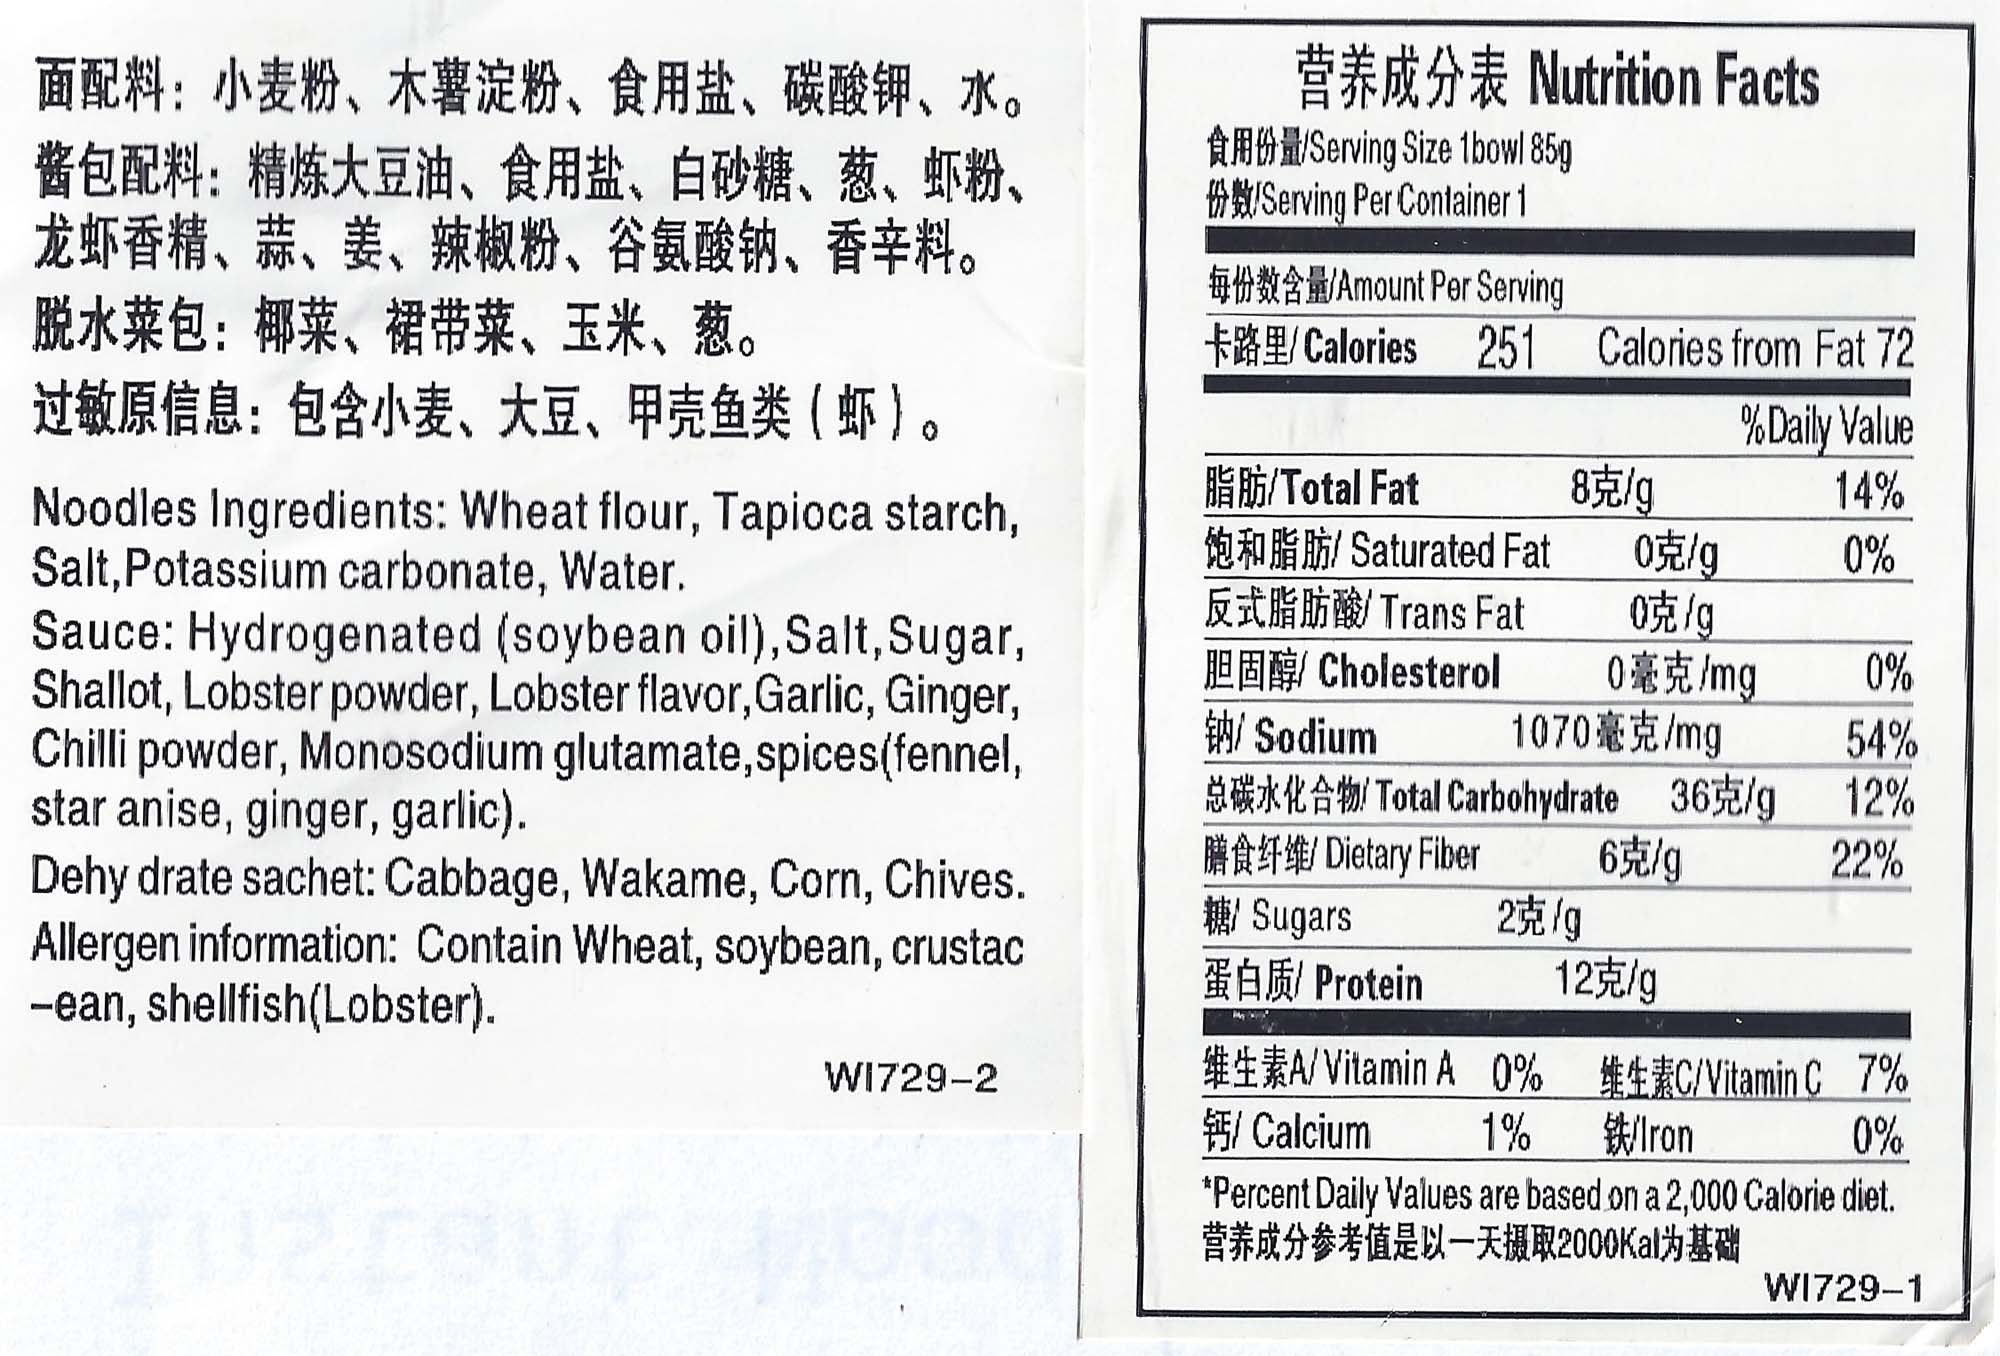 面配料：小麦粉、木薯淀粉、食用盐、碳酸钾、水。
酱包配料：精炼大豆油、食用盐、白砂糖、葱、虾粉、
龙虾香精、蒜、姜、辣椒粉、谷氨酸钠、香辛料。
脱水菜包：椰菜、裙带菜、玉米、葱。
过敏原信息：包含小麦、大豆、甲壳鱼类（虾）。
Noodles Ingredients: Wheat flour, Tapioca starch,
Salt,Potassium carbonate, Water.
Sauce: Hydrogenated (soybean oil),Salt,Sugar,
Shallot, Lobster powder, Lobster flavor,Garlic, Ginger,
Chilli powder, Monosodium glutamate,spices(fennel,
star anise, ginger, garlic).
Dehy drate sachet: Cabbage, Wakame, Corn, Chives.
Allergen information: Contain Wheat, soybean, crustac
-ean, shellfish(Lobster).
WI729-2
营养成分表 Nutrition Facts
食用份量/Serving Size 1bowl 85g
份数/Serving Per Container 1
每份数含量/Amount Per Serving
卡路里/Calories 251 Calories from Fat 72
%Daily Value
脂肪/Total Fat 8克/g 14%
饱和脂肪/ Saturated Fat 0克/g 0%
反式脂肪酸/ Trans Fat 0克/g
胆固醇/ Cholesterol 0毫克/mg 0%
钠/ Sodium 1070毫克/mg 54%
总碳水化合物/ Total Carbohydrate 36克/g 12%
膳食纤维/ Dietary Fiber 6克/g 22%
糖/ Sugars 2克/g
蛋白质/ Protein 12克/g
维生素A/ Vitamin A 0% 维生素C/Vitamin C 7%
钙/ Calcium 1% 铁/Iron 0%
*Percent Daily Values are based on a 2,000 Calorie diet.
营养成分参考值是以一天摄取2000Kal为基础
WI729-1